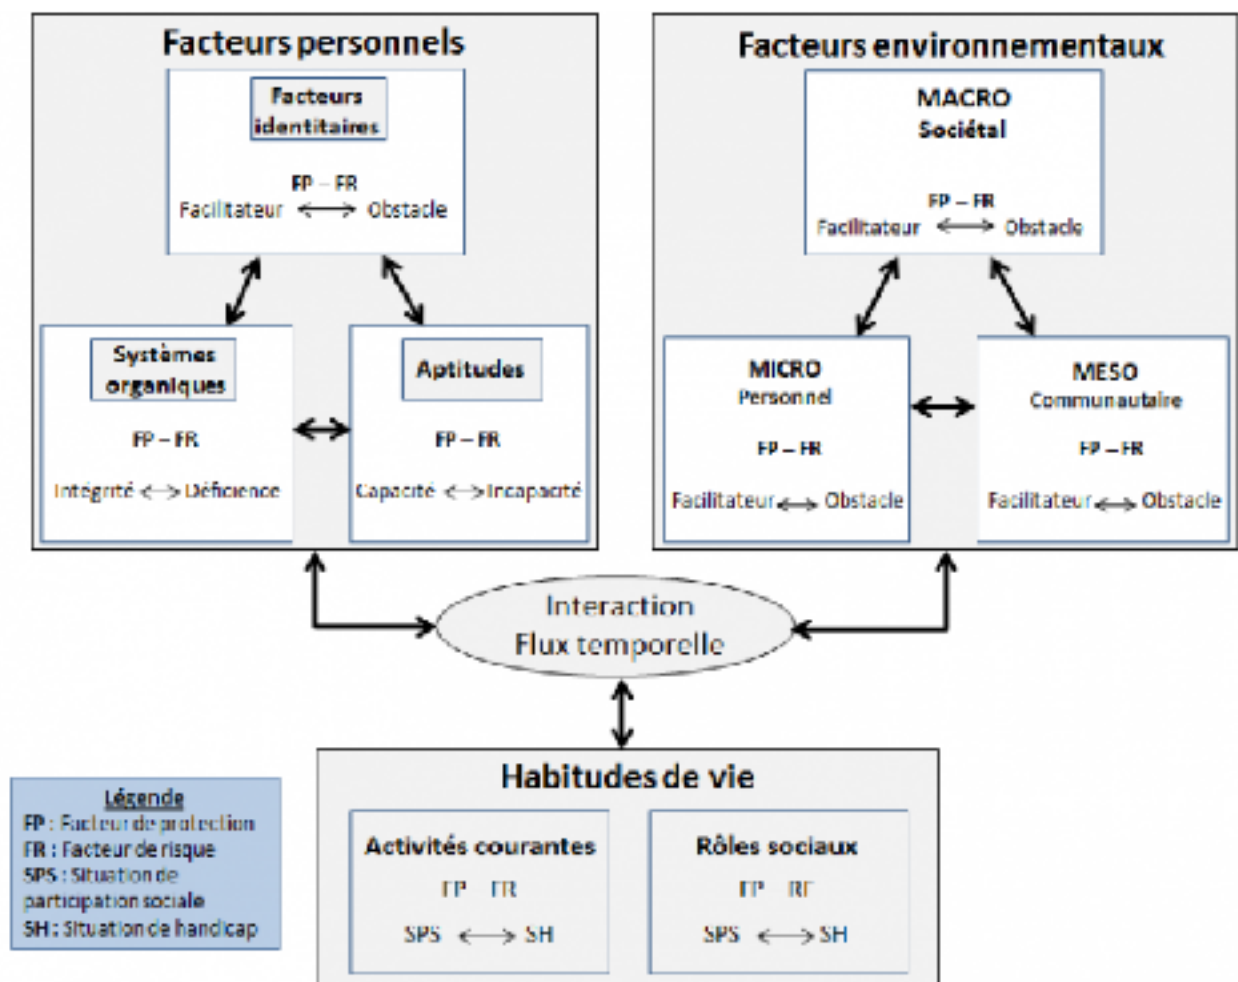 Facteurs personnels
Facteurs
identitaires
FP – FR
Facilitateur
Obstacle
Systèmes
organiques
FP – FR
Intégrité
Déficience
Aptitudes
FP – FR
Capacité
Incapacité
Facteurs environnementaux
MACRO
Sociétal
FP – FR
Facilitateur
Obstacle
MICRO
Personnel
FP – FR
Facilitateur
Obstacle
MESO
Communautaire
FP – FR
Facilitateur
Obstacle
Interaction
Flux temporelle
Habitudes de vie
Activités courantes
FP FR
SPS
SH
Rôles sociaux
FP RF
SPS
SH
Légende
FP : Facteur de protection
FR : Facteur de risque
SPS : Situation de
participation sociale
SH : Situation de handicap